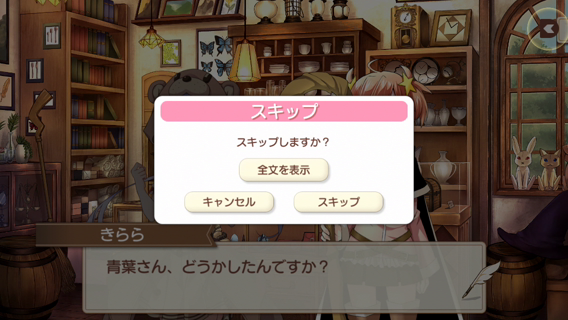 スキップ
スキップしますか？
全文を表示
キャンセル
スキップ
きらら
青葉さん、どうかしたんですか？